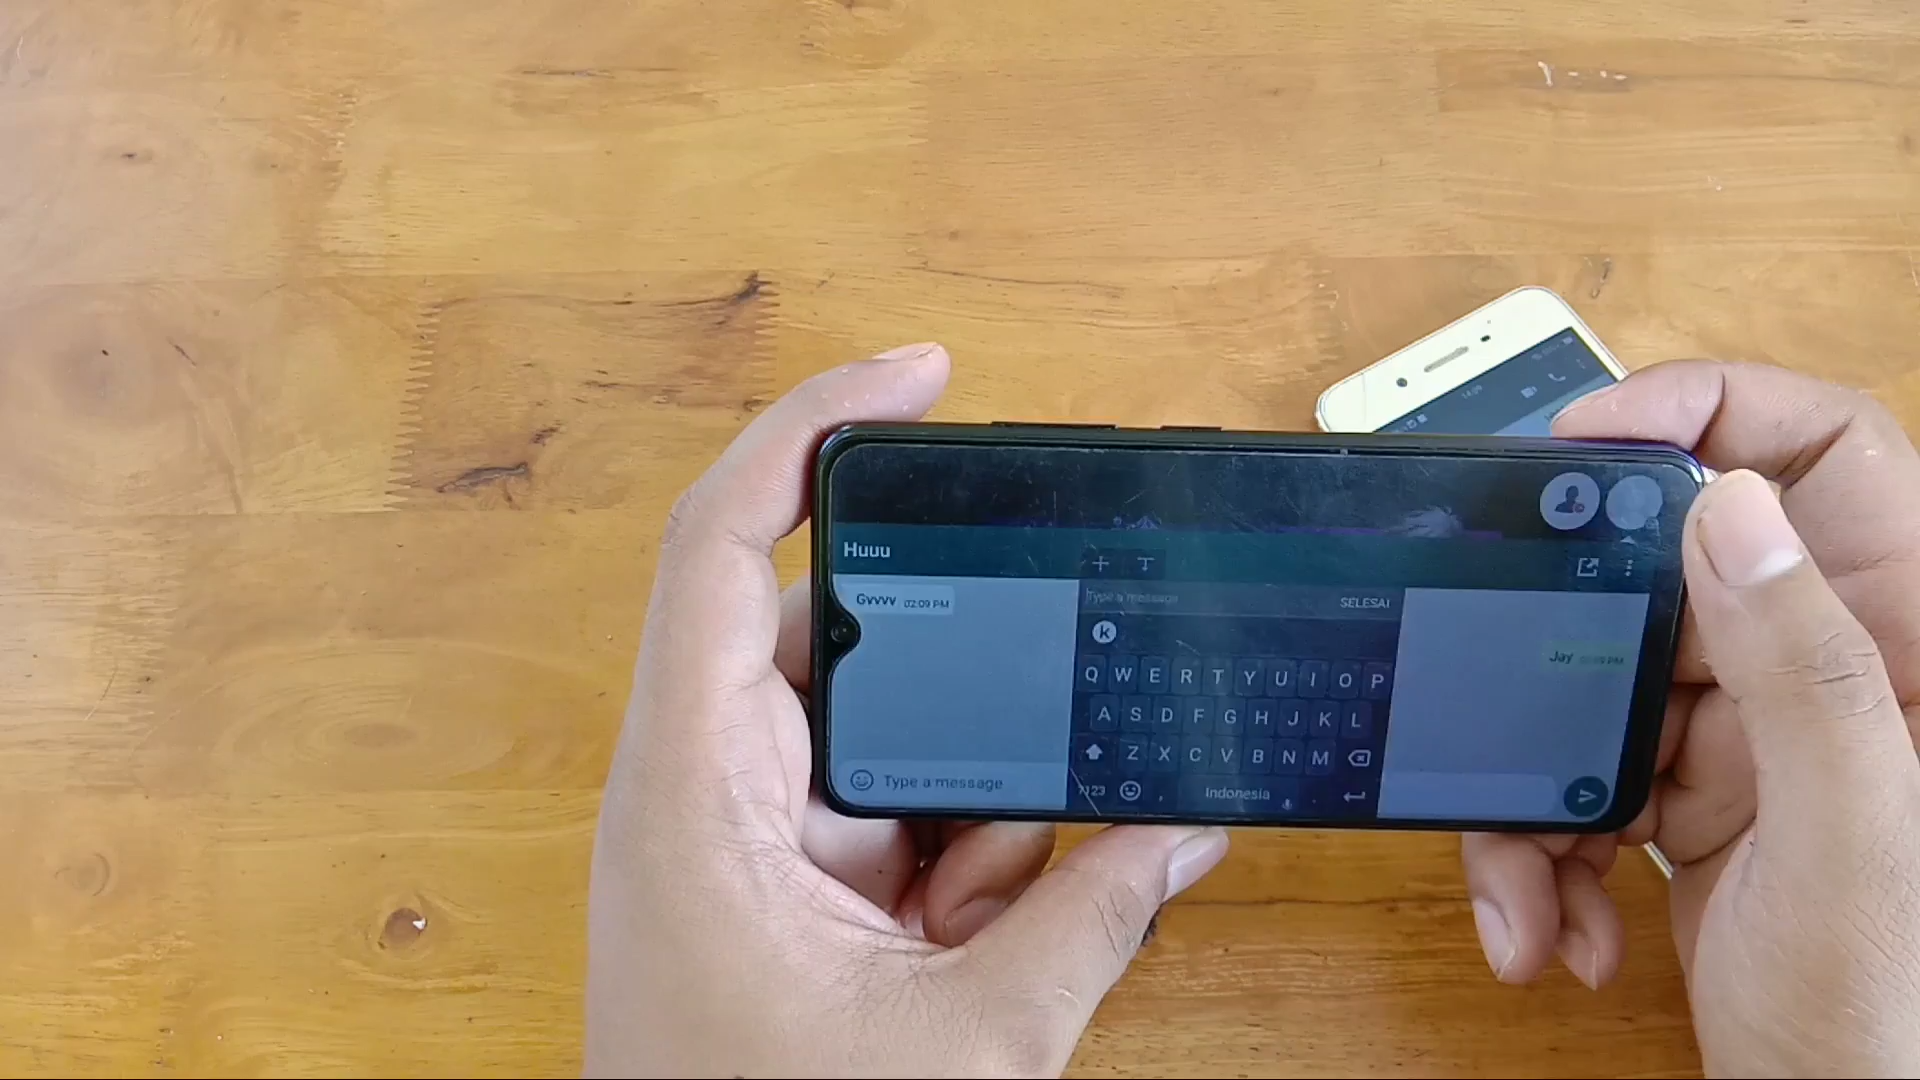 Huuu
Gvvvv 02:09 PM
Type a message
SELESAI
k
Jay
Q W E R T Y U I O P
A S D F G H J K L
Z X C V B N M
Type a message
?123 , Indonesia .